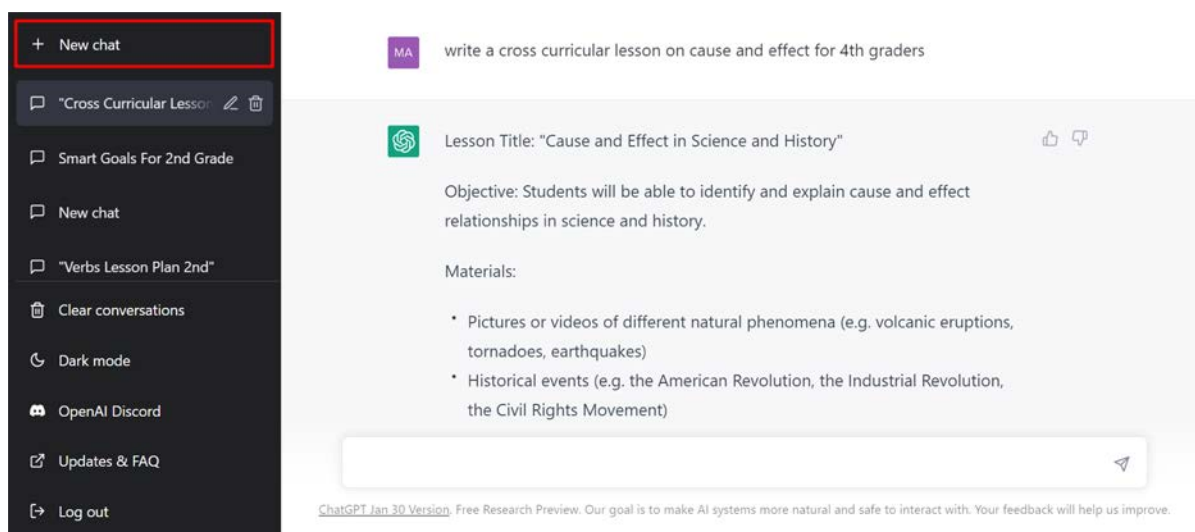 + New chat
"Cross Curricular Lesson
Smart Goals For 2nd Grade
New chat
"Verbs Lesson Plan 2nd"
Clear conversations
Dark mode
OpenAI Discord
Updates & FAQ
Log out
MA
write a cross curricular lesson on cause and effect for 4th graders
Lesson Title: "Cause and Effect in Science and History"
Objective: Students will be able to identify and explain cause and effect
relationships in science and history.
Materials:
• Pictures or videos of different natural phenomena (e.g. volcanic eruptions,
tornadoes, earthquakes)
• Historical events (e.g. the American Revolution, the Industrial Revolution,
the Civil Rights Movement)
ChatGPT Jan 30 Version. Free Research Preview. Our goal is to make AI systems more natural and safe to interact with. Your feedback will help us improve.